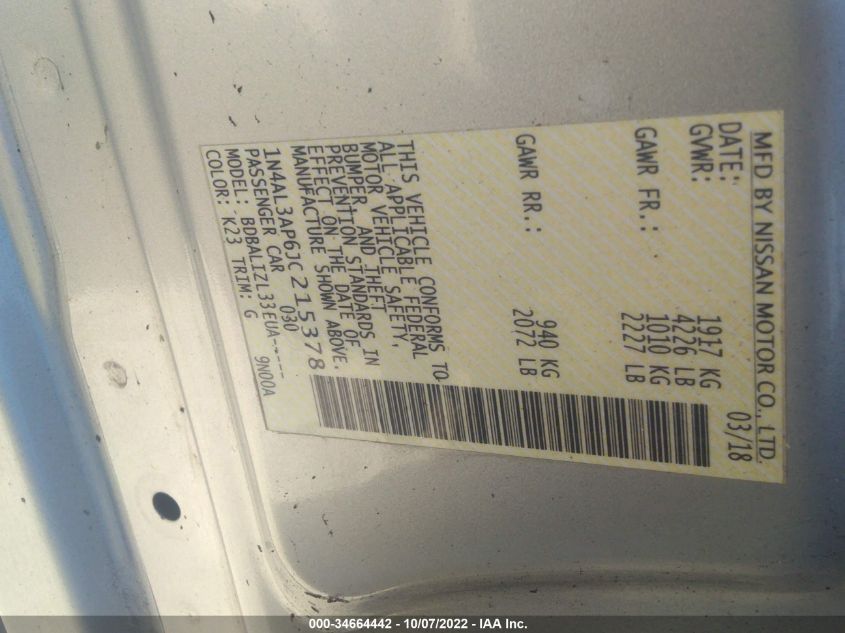 MFD BY NISSAN MOTOR CO., LTD.
DATE: 03/18
GVWR: 1917 KG
4226 LB
GAWR FR.: 1010 KG
2227 LB
GAWR RR.: 940 KG
2072 LB
THIS VEHICLE CONFORMS TO
ALL APPLICABLE FEDERAL
MOTOR VEHICLE SAFETY,
BUMPER, AND THEFT
PREVENTION STANDARDS IN
EFFECT ON THE DATE OF
MANUFACTURE SHOWN ABOVE.
1N4AL3AP6JC215378
PASSENGER CAR 030
MODEL: BDBALIZL33EUA-----
COLOR: K23 TRIM: G 9N00A
000-34664442 - 10/07/2022 - IAA Inc.